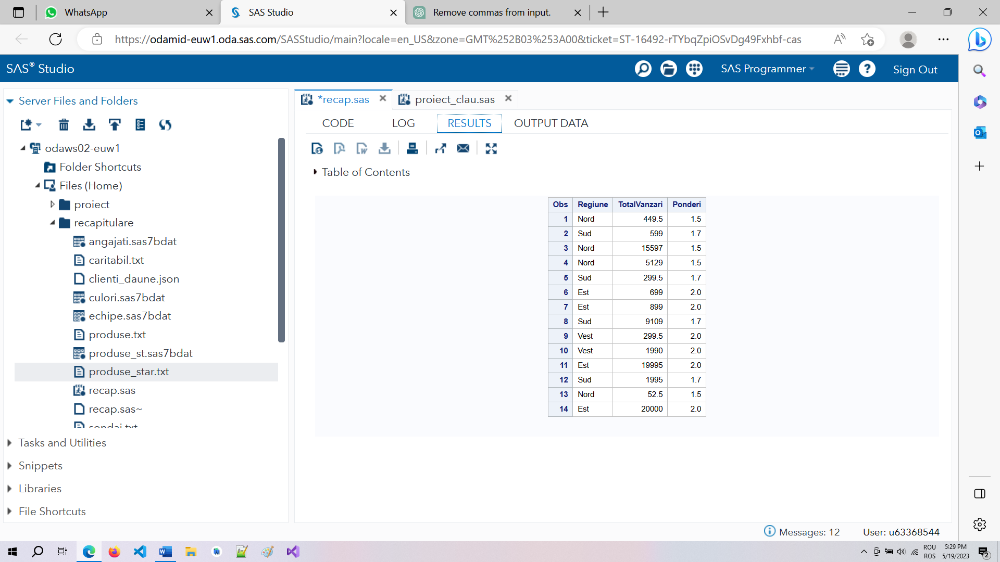 WhatsApp
SAS Studio
Remove commas from input.
https://odamid-euw1.oda.sas.com/SASStudio/main?locale=en_US&zone=GMT%252B03%253A00&ticket=ST-16492-rTYbqZpiOSvDg49Fxhbf-cas
SAS® Studio
SAS Programmer
Sign Out
Server Files and Folders
odaws02-euw1
Folder Shortcuts
Files (Home)
proiect
recapitulare
angajati.sas7bdat
caritabil.txt
clienti_daune.json
culori.sas7bdat
echipe.sas7bdat
produse.txt
produse_st.sas7bdat
produse_star.txt
recap.sas
recap.sas~
Tasks and Utilities
Snippets
Libraries
File Shortcuts
*recap.sas
proiect_clau.sas
CODE LOG RESULTS OUTPUT DATA
Table of Contents
Obs Regiune TotalVanzari Ponderi
1 Nord 449.5 1.5
2 Sud 599 1.7
3 Nord 15597 1.5
4 Nord 5129 1.5
5 Sud 299.5 1.7
6 Est 699 2.0
7 Est 899 2.0
8 Sud 9109 1.7
9 Vest 299.5 2.0
10 Vest 1990 2.0
11 Est 19995 2.0
12 Sud 1995 1.7
13 Nord 52.5 1.5
14 Est 20000 2.0
Messages: 12
User: u63368544
ROU
ROS
5:29 PM
5/19/2023
2